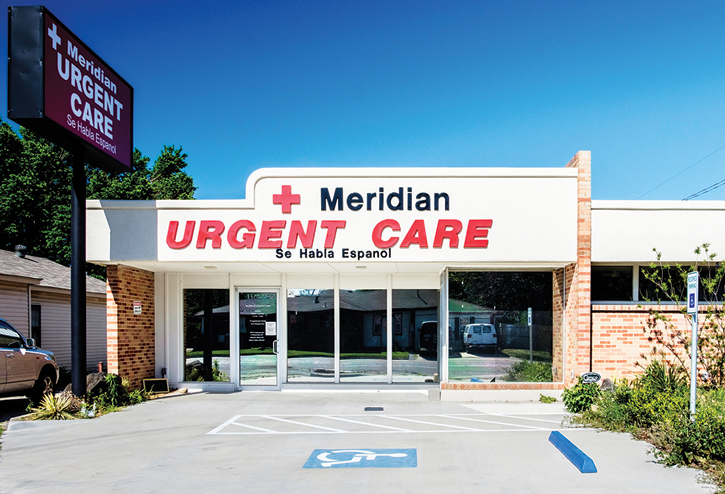 Meridian
URGENT
CARE
Se Habla Espanol
Meridian
URGENT CARE
Se Habla Espanol